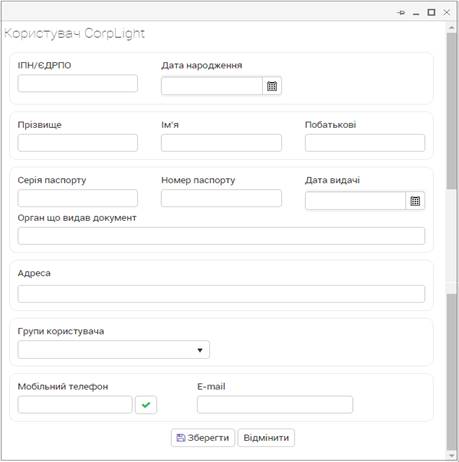 Користувач CorpLight
ІПН/ЄДРПО Дата народження
Прізвище Ім'я Побатькові
Серія паспорту Номер паспорту Дата видачі
Орган що видав документ
Адреса
Групи користувача
Мобільний телефон E-mail
Зберегти Відмінити